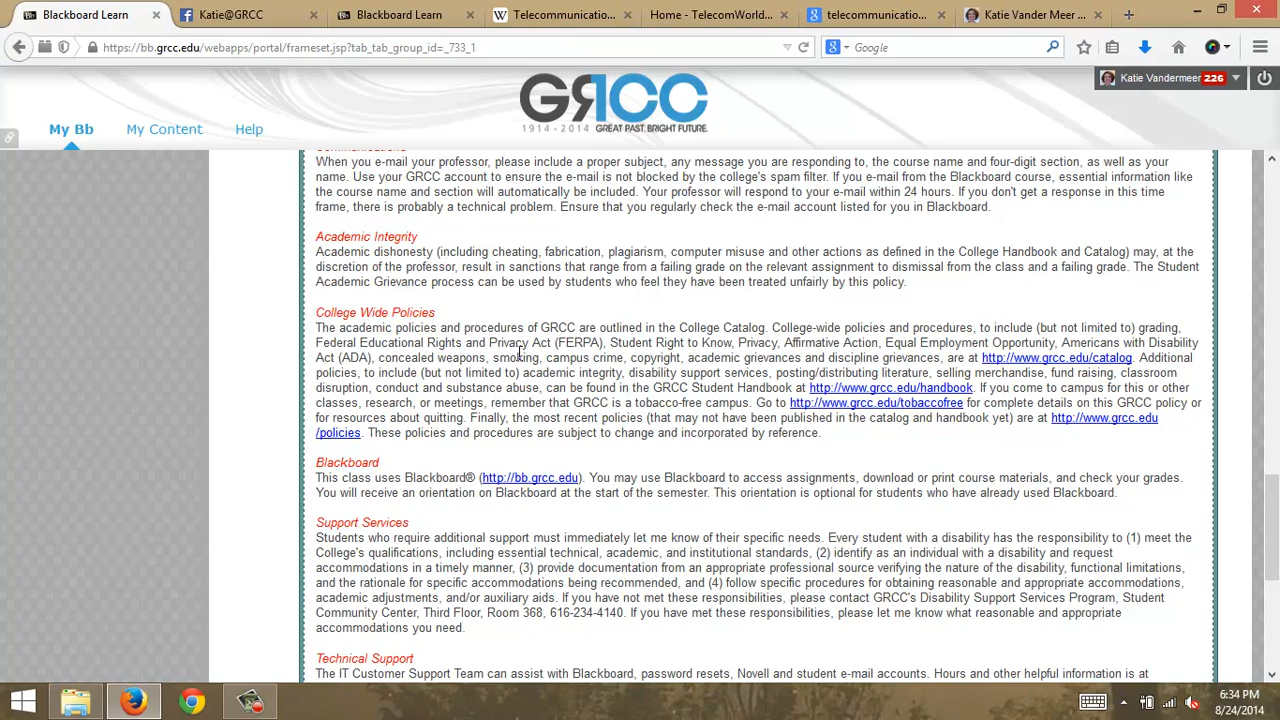 Blackboard Learn
Katie@GRCC
Blackboard Learn
Telecommunicatio...
Home - TelecomWorld...
telecommunicatio...
Katie Vander Meer ...
https://bb.grcc.edu/webapps/portal/frameset.jsp?tab_tab_group_id=_733_1
Google
Katie Vandermeer 226
GRCC
1914 - 2014 GREAT PAST. BRIGHT FUTURE.
My Bb
My Content
Help
Communications
When you e-mail your professor, please include a proper subject, any message you are responding to, the course name and four-digit section, as well as your
name. Use your GRCC account to ensure the e-mail is not blocked by the college's spam filter. If you e-mail from the Blackboard course, essential information like
the course name and section will automatically be included. Your professor will respond to your e-mail within 24 hours. If you don't get a response in this time
frame, there is probably a technical problem. Ensure that you regularly check the e-mail account listed for you in Blackboard.
Academic Integrity
Academic dishonesty (including cheating, fabrication, plagiarism, computer misuse and other actions as defined in the College Handbook and Catalog) may, at the
discretion of the professor, result in sanctions that range from a failing grade on the relevant assignment to dismissal from the class and a failing grade. The Student
Academic Grievance process can be used by students who feel they have been treated unfairly by this policy.
College Wide Policies
The academic policies and procedures of GRCC are outlined in the College Catalog. College-wide policies and procedures, to include (but not limited to) grading,
Federal Educational Rights and Privacy Act (FERPA), Student Right to Know, Privacy, Affirmative Action, Equal Employment Opportunity, Americans with Disability
Act (ADA), concealed weapons, smoking, campus crime, copyright, academic grievances and discipline grievances, are at http://www.grcc.edu/catalog. Additional
policies, to include (but not limited to) academic integrity, disability support services, posting/distributing literature, selling merchandise, fund raising, classroom
disruption, conduct and substance abuse, can be found in the GRCC Student Handbook at http://www.grcc.edu/handbook. If you come to campus for this or other
classes, research, or meetings, remember that GRCC is a tobacco-free campus. Go to http://www.grcc.edu/tobaccofree for complete details on this GRCC policy or
for resources about quitting. Finally, the most recent policies (that may not have been published in the catalog and handbook yet) are at http://www.grcc.edu
/policies. These policies and procedures are subject to change and incorporated by reference.
Blackboard
This class uses Blackboard® (http://bb.grcc.edu). You may use Blackboard to access assignments, download or print course materials, and check your grades.
You will receive an orientation on Blackboard at the start of the semester. This orientation is optional for students who have already used Blackboard.
Support Services
Students who require additional support must immediately let me know of their specific needs. Every student with a disability has the responsibility to (1) meet the
College's qualifications, including essential technical, academic, and institutional standards, (2) identify as an individual with a disability and request
accommodations in a timely manner, (3) provide documentation from an appropriate professional source verifying the nature of the disability, functional limitations,
and the rationale for specific accommodations being recommended, and (4) follow specific procedures for obtaining reasonable and appropriate accommodations,
academic adjustments, and/or auxiliary aids. If you have not met these responsibilities, please contact GRCC's Disability Support Services Program, Student
Community Center, Third Floor, Room 368, 616-234-4140. If you have met these responsibilities, please let me know what reasonable and appropriate
accommodations you need.
Technical Support
The IT Customer Support Team can assist with Blackboard, password resets, Novell and student e-mail accounts. Hours and other helpful information is at
6:34 PM
8/24/2014